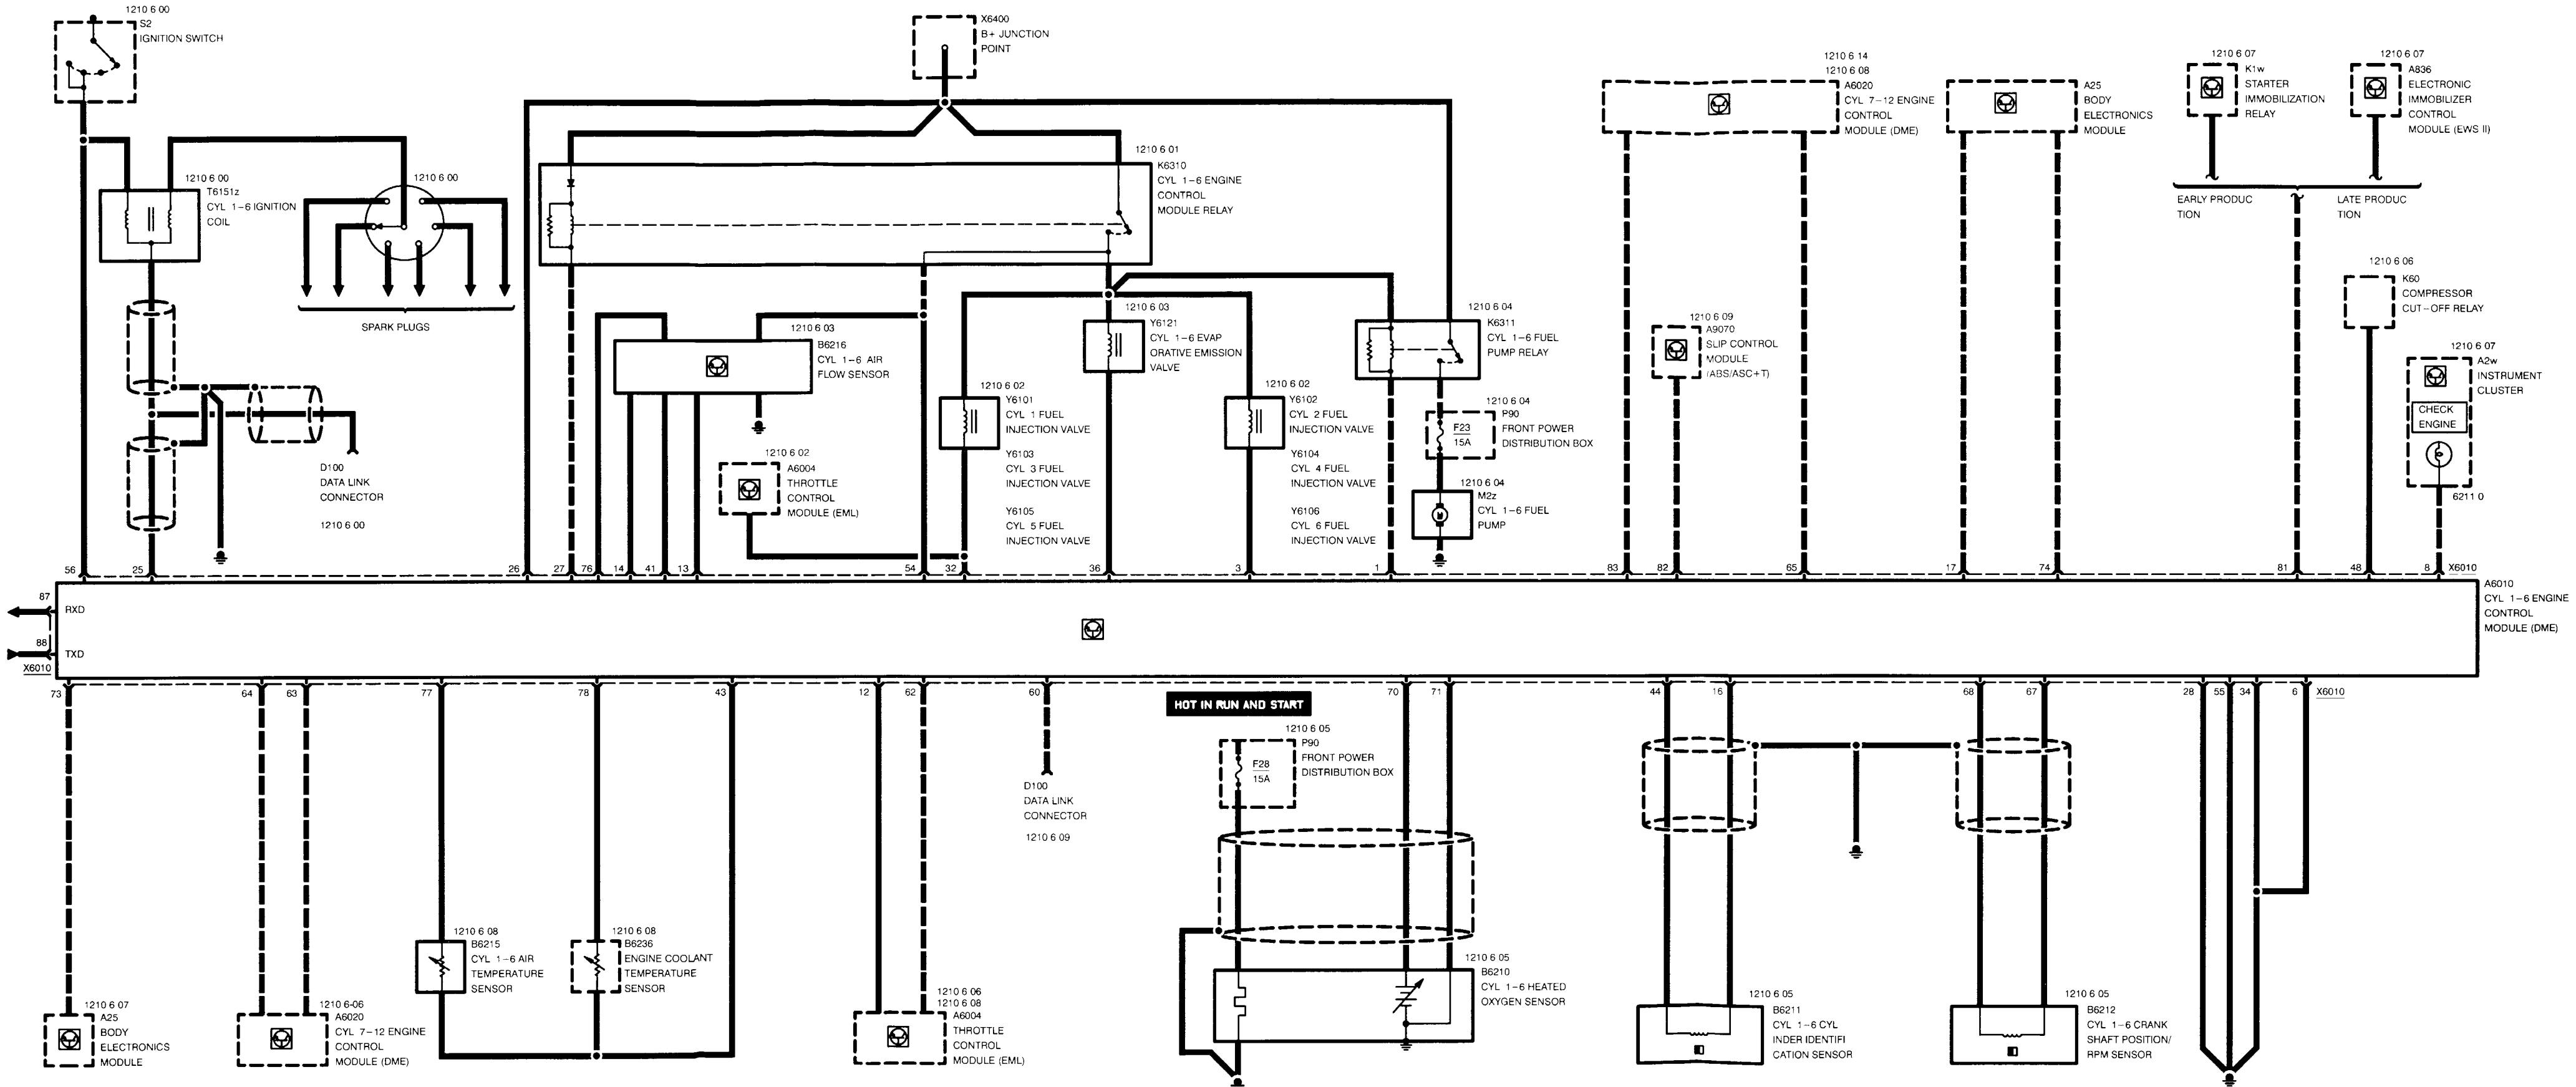 1210 6 00
S2
IGNITION SWITCH
X6400
B+ JUNCTION
POINT
1210 6 14
1210 6 08
A6020
CYL 7-12 ENGINE
CONTROL
MODULE (DME)
A25
BODY
ELECTRONICS
MODULE
1210 6 07
K1w
STARTER
IMMOBILIZATION
RELAY
1210 6 07
A836
ELECTRONIC
IMMOBILIZER
CONTROL
MODULE (EWS II)
EARLY PRODUC
TION
LATE PRODUC
TION
1210 6 00
T6151z
CYL 1-6 IGNITION
COIL
1210 6 00
SPARK PLUGS
1210 6 01
K6310
CYL 1-6 ENGINE
CONTROL
MODULE RELAY
1210 6 03
B6216
CYL 1-6 AIR
FLOW SENSOR
1210 6 03
Y6121
CYL 1-6 EVAP
ORATIVE EMISSION
VALVE
1210 6 04
K6311
CYL 1-6 FUEL
PUMP RELAY
1210 6 09
A9070
SLIP CONTROL
MODULE
(ABS/ASC+T)
1210 6 06
K60
COMPRESSOR
CUT-OFF RELAY
1210 6 07
A2w
INSTRUMENT
CLUSTER
CHECK
ENGINE
6211 0
D100
DATA LINK
CONNECTOR
1210 6 00
1210 6 02
A6004
THROTTLE
CONTROL
MODULE (EML)
1210 6 02
Y6101
CYL 1 FUEL
INJECTION VALVE
Y6103
CYL 3 FUEL
INJECTION VALVE
Y6105
CYL 5 FUEL
INJECTION VALVE
1210 6 02
Y6102
CYL 2 FUEL
INJECTION VALVE
Y6104
CYL 4 FUEL
INJECTION VALVE
Y6106
CYL 6 FUEL
INJECTION VALVE
1210 6 04
P90
FRONT POWER
DISTRIBUTION BOX
F23
15A
1210 6 04
M2z
CYL 1-6 FUEL
PUMP
M
56 25 26 27 76 14 41 13 54 32 36 3 1 83 82 65 17 74 81 48 8 X6010
A6010
CYL 1-6 ENGINE
CONTROL
MODULE (DME)
87
RXD
88
TXD
X6010
73 64 63 77 78 43 12 62 60 70 71 44 16 68 67 28 55 34 6 X6010
HOT IN RUN AND START
1210 6 05
P90
FRONT POWER
DISTRIBUTION BOX
F28
15A
D100
DATA LINK
CONNECTOR
1210 6 09
1210 6 07
A25
BODY
ELECTRONICS
MODULE
1210 6-06
A6020
CYL 7-12 ENGINE
CONTROL
MODULE (DME)
1210 6 08
B6215
CYL 1-6 AIR
TEMPERATURE
SENSOR
1210 6 08
B6236
ENGINE COOLANT
TEMPERATURE
SENSOR
1210 6 06
1210 6 08
A6004
THROTTLE
CONTROL
MODULE (EML)
1210 6 05
B6210
CYL 1-6 HEATED
OXYGEN SENSOR
1210 6 05
B6211
CYL 1-6 CYL
INDER IDENTIFI
CATION SENSOR
1210 6 05
B6212
CYL 1-6 CRANK
SHAFT POSITION/
RPM SENSOR